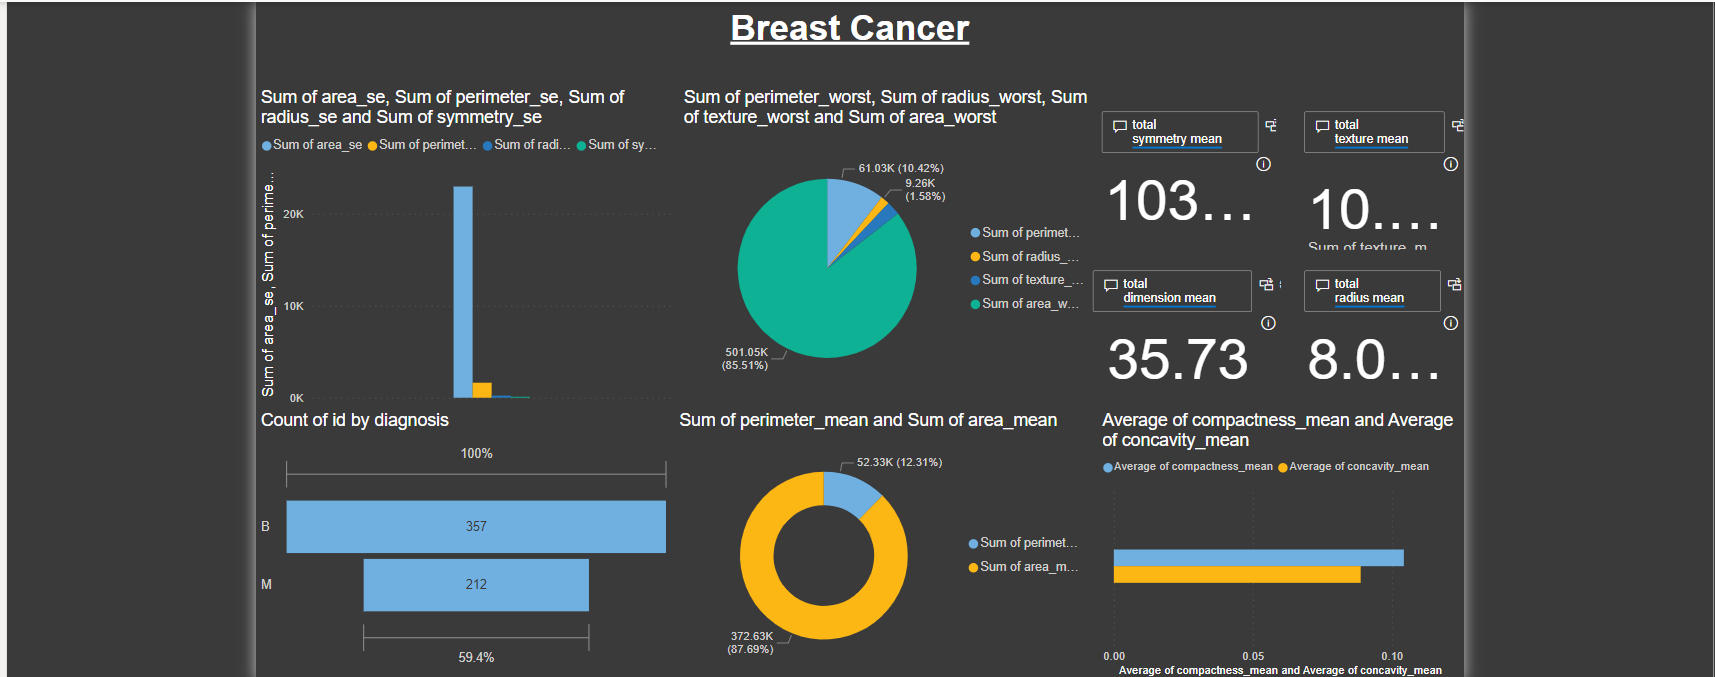 Breast Cancer
Sum of area_se, Sum of perimeter_se, Sum of
radius_se and Sum of symmetry_se
Sum of area_se Sum of perimet... Sum of radi... Sum of sy...
Sum of area_se, Sum of perime...
20K
10K
0K
Sum of perimeter_worst, Sum of radius_worst, Sum
of texture_worst and Sum of area_worst
61.03K (10.42%)
9.26K
(1.58%)
501.05K
(85.51%)
Sum of perimet...
Sum of radius_...
Sum of texture_...
Sum of area_w...
total
symmetry mean
103...
total
texture mean
10....
Sum of texture_m
total
dimension mean
35.73
total
radius mean
8.0...
Count of id by diagnosis
100%
B
357
M
212
59.4%
Sum of perimeter_mean and Sum of area_mean
52.33K (12.31%)
372.63K
(87.69%)
Sum of perimet...
Sum of area_m...
Average of compactness_mean and Average
of concavity_mean
Average of compactness_mean Average of concavity_mean
0.00 0.05 0.10
Average of compactness_mean and Average of concavity_mean